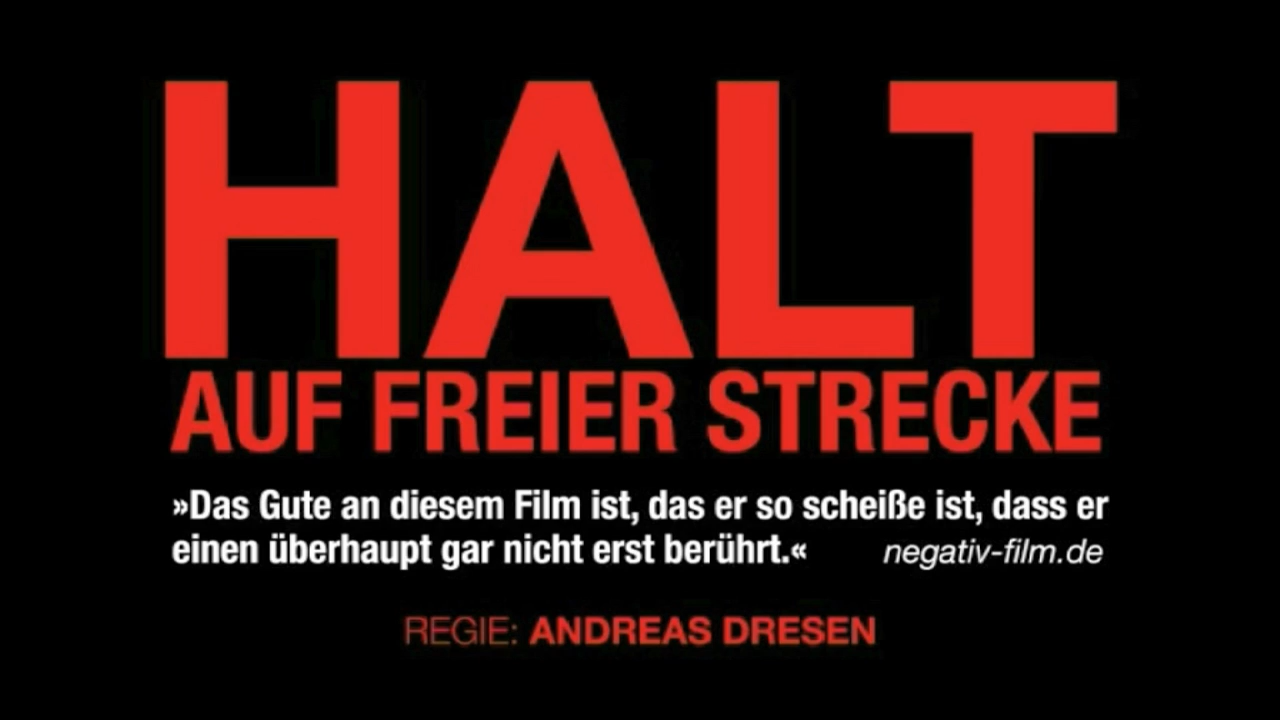 HALT
AUF FREIER STRECKE
»Das Gute an diesem Film ist, das er so scheiße ist, dass er
einen überhaupt gar nicht erst berührt.« negativ-film.de
REGIE: ANDREAS DRESEN